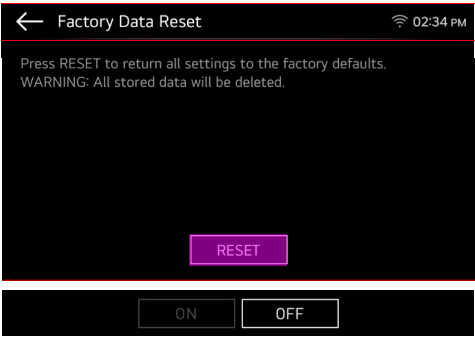 Factory Data Reset 02:34 PM
Press RESET to return all settings to the factory defaults.
WARNING: All stored data will be deleted.
RESET
ON OFF